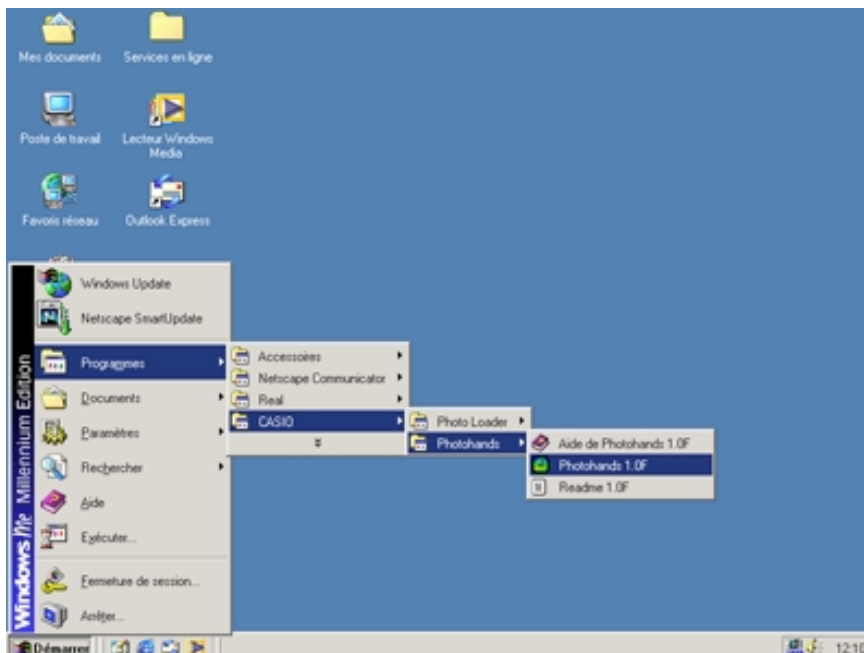 Mes documents
Services en ligne
Poste de travail
Lecteur Windows
Media
Favoris réseau
Outlook Express
Windows Me Millennium Edition
Windows Update
Netscape SmartUpdate
Programmes
Documents
Paramètres
Rechercher
Aide
Exécuter...
Fermeture de session...
Arrêter...
Accessoires
Netscape Communicator
Real
CASIO
Photo Loader
Photohands
Aide de Photohands 1.0F
Photohands 1.0F
Readme 1.0F
Démarrer
12:10